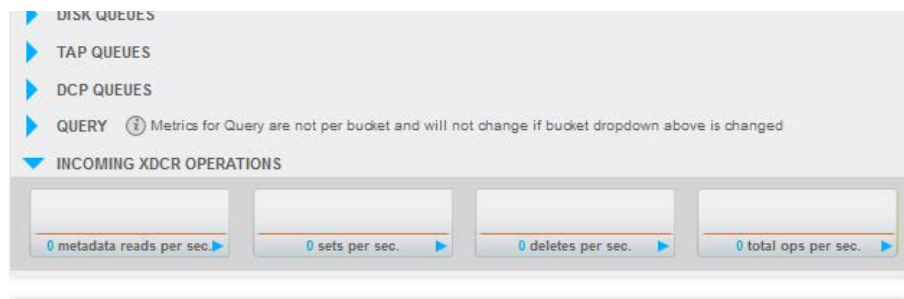 DISK QUEUES
TAP QUEUES
DCP QUEUES
QUERY i Metrics for Query are not per bucket and will not change if bucket dropdown above is changed
INCOMING XDCR OPERATIONS
0 metadata reads per sec. 0 sets per sec. 0 deletes per sec. 0 total ops per sec.